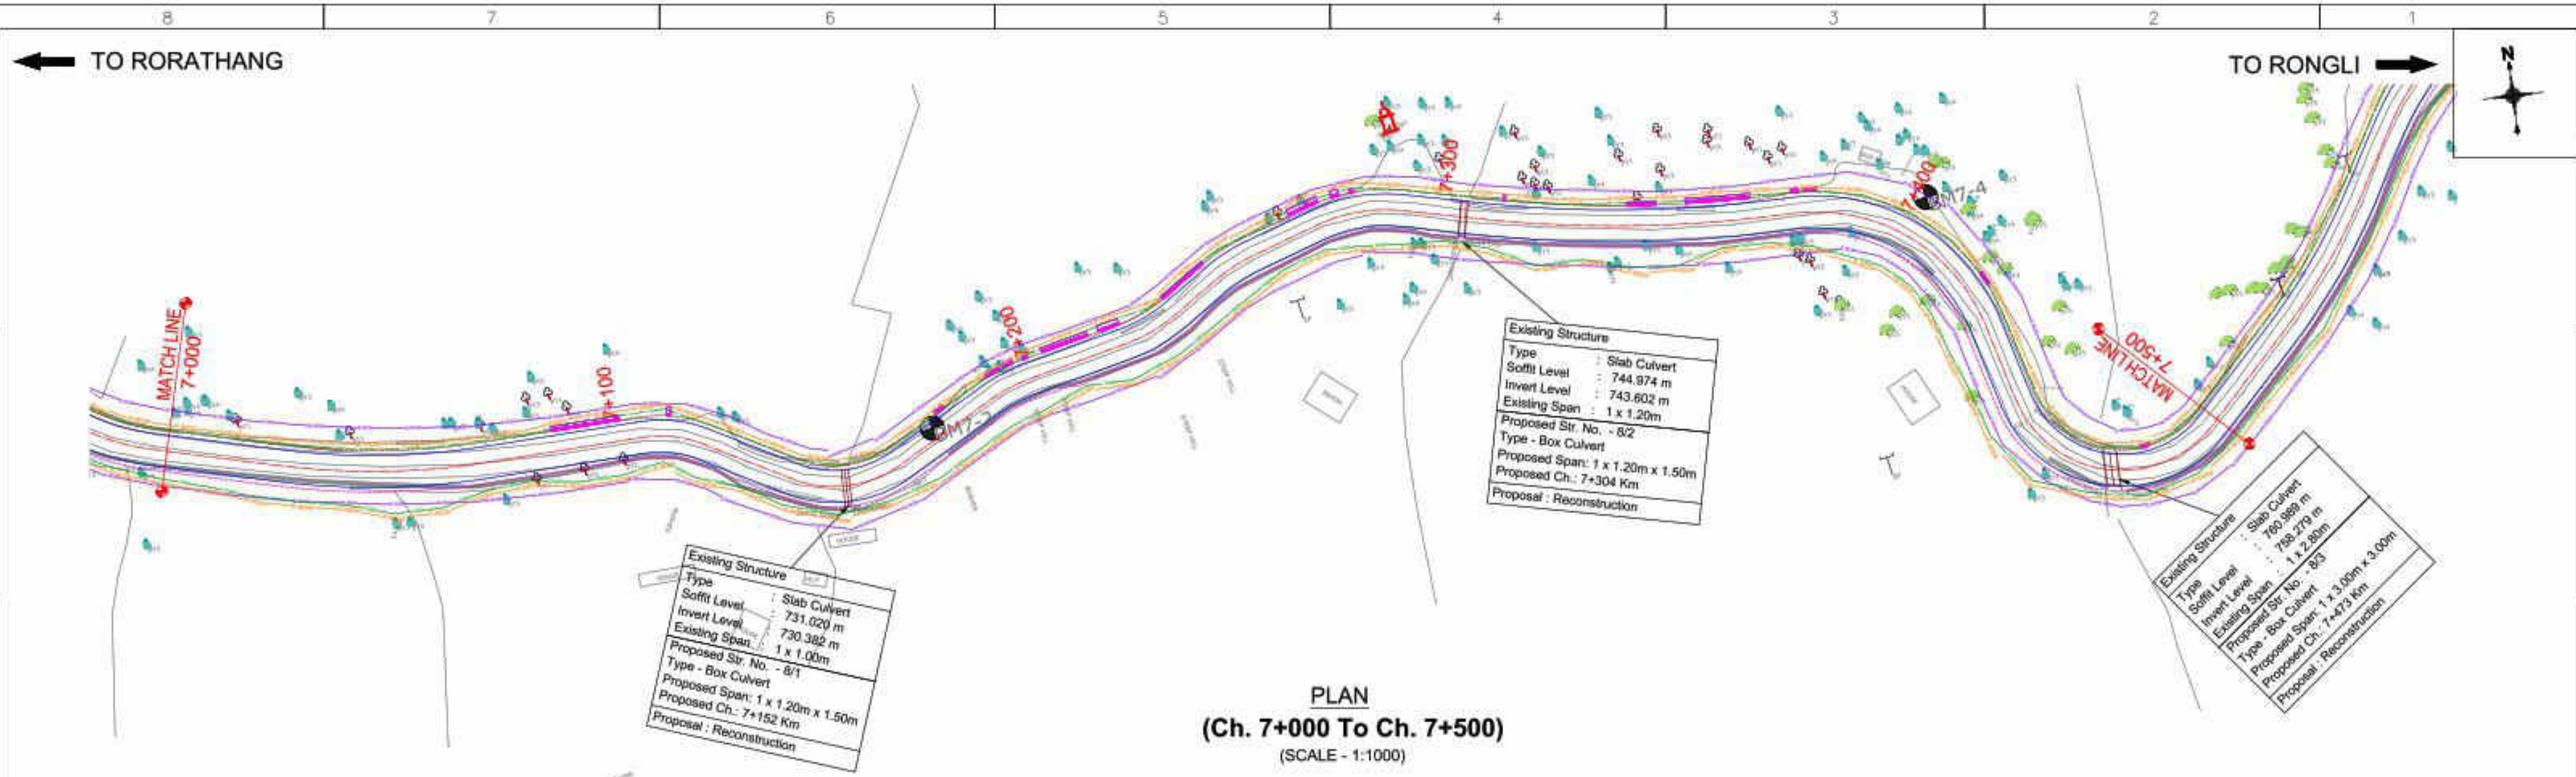 8 7 6 5 4 3 2 1
TO RORATHANG
TO RONGLI
N
MATCH LINE
7+000
7+100
7+200
7+300
BM7-4
MATCH LINE
7+500
HOUSE
Existing Structure
Type : Slab Culvert
Soffit Level : 731.020 m
Invert Level : 730.382 m
Existing Span : 1 x 1.00m
Proposed Str. No. - 8/1
Type - Box Culvert
Proposed Span: 1 x 1.20m x 1.50m
Proposed Ch.: 7+152 Km
Proposal : Reconstruction
Existing Structure
Type : Slab Culvert
Soffit Level : 744.974 m
Invert Level : 743.602 m
Existing Span : 1 x 1.20m
Proposed Str. No. - 8/2
Type - Box Culvert
Proposed Span: 1 x 1.20m x 1.50m
Proposed Ch.: 7+304 Km
Proposal : Reconstruction
Existing Structure
Type : Slab Culvert
Soffit Level : 760.989 m
Invert Level : 758.279 m
Existing Span : 1 x 2.80m
Proposed Str. No. - 8/3
Type - Box Culvert
Proposed Span: 1 x 3.00m x 3.00m
Proposed Ch.: 7+473 Km
Proposal : Reconstruction
PLAN
(Ch. 7+000 To Ch. 7+500)
(SCALE - 1:1000)